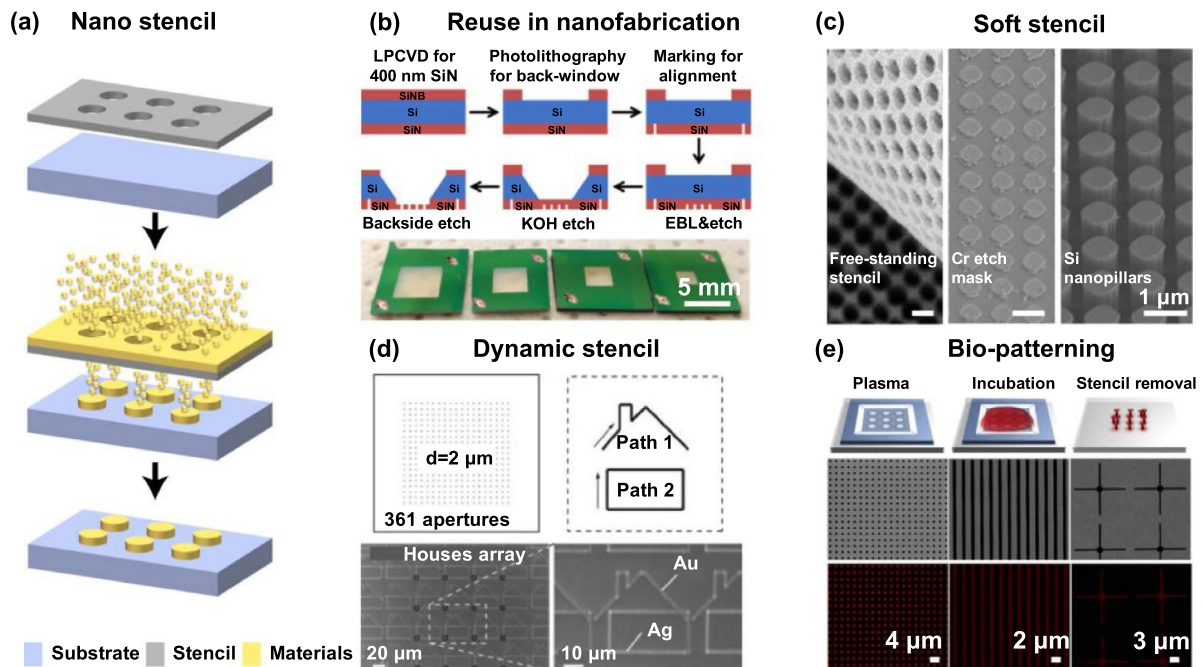 (a) Nano stencil
Substrate Stencil Materials
(b) Reuse in nanofabrication
LPCVD for
400 nm SiN
Photolithography
for back-window
Marking for
alignment
SiNB
Si
SiN
Si
SiN
Si
SiN
Si
SiN
SiN
Backside etch
Si
SiN
SiN
KOH etch
Si
SiN
SiN
EBL&etch
5 mm
(c) Soft stencil
Free-standing
stencil
Cr etch
mask
Si
nanopillars
1 µm
(d) Dynamic stencil
d=2 µm
361 apertures
Path 1
Path 2
Houses array
20 µm
Au
Ag
10 µm
(e) Bio-patterning
Plasma
Incubation
Stencil removal
4 µm
2 µm
3 µm